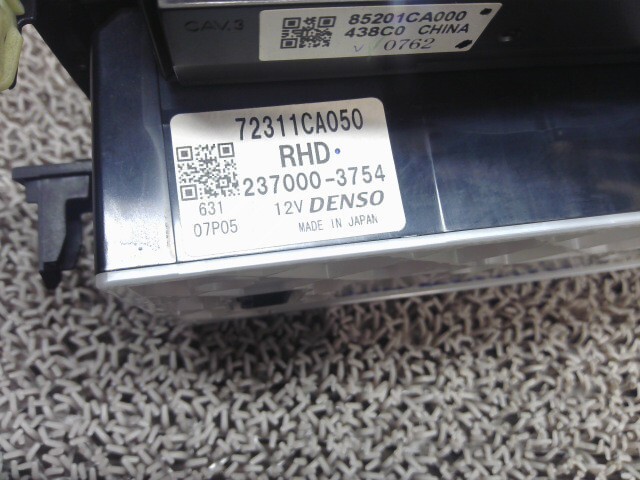 CAV.3
85201CA000
438C0 CHINA
V 0762
72311CA050
RHD
237000-3754
631 12V DENSO
07P05 MADE IN JAPAN